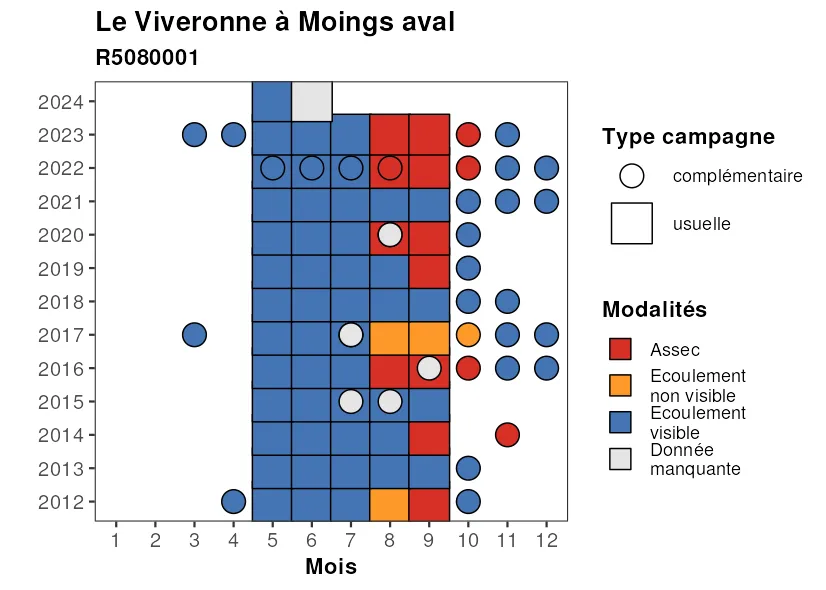 Le Viveronne à Moings aval
R5080001
2024
2023
2022
2021
2020
2019
2018
2017
2016
2015
2014
2013
2012
1 2 3 4 5 6 7 8 9 10 11 12
Mois
Type campagne
complémentaire
usuelle
Modalités
Assec
Ecoulement
non visible
Ecoulement
visible
Donnée
manquante